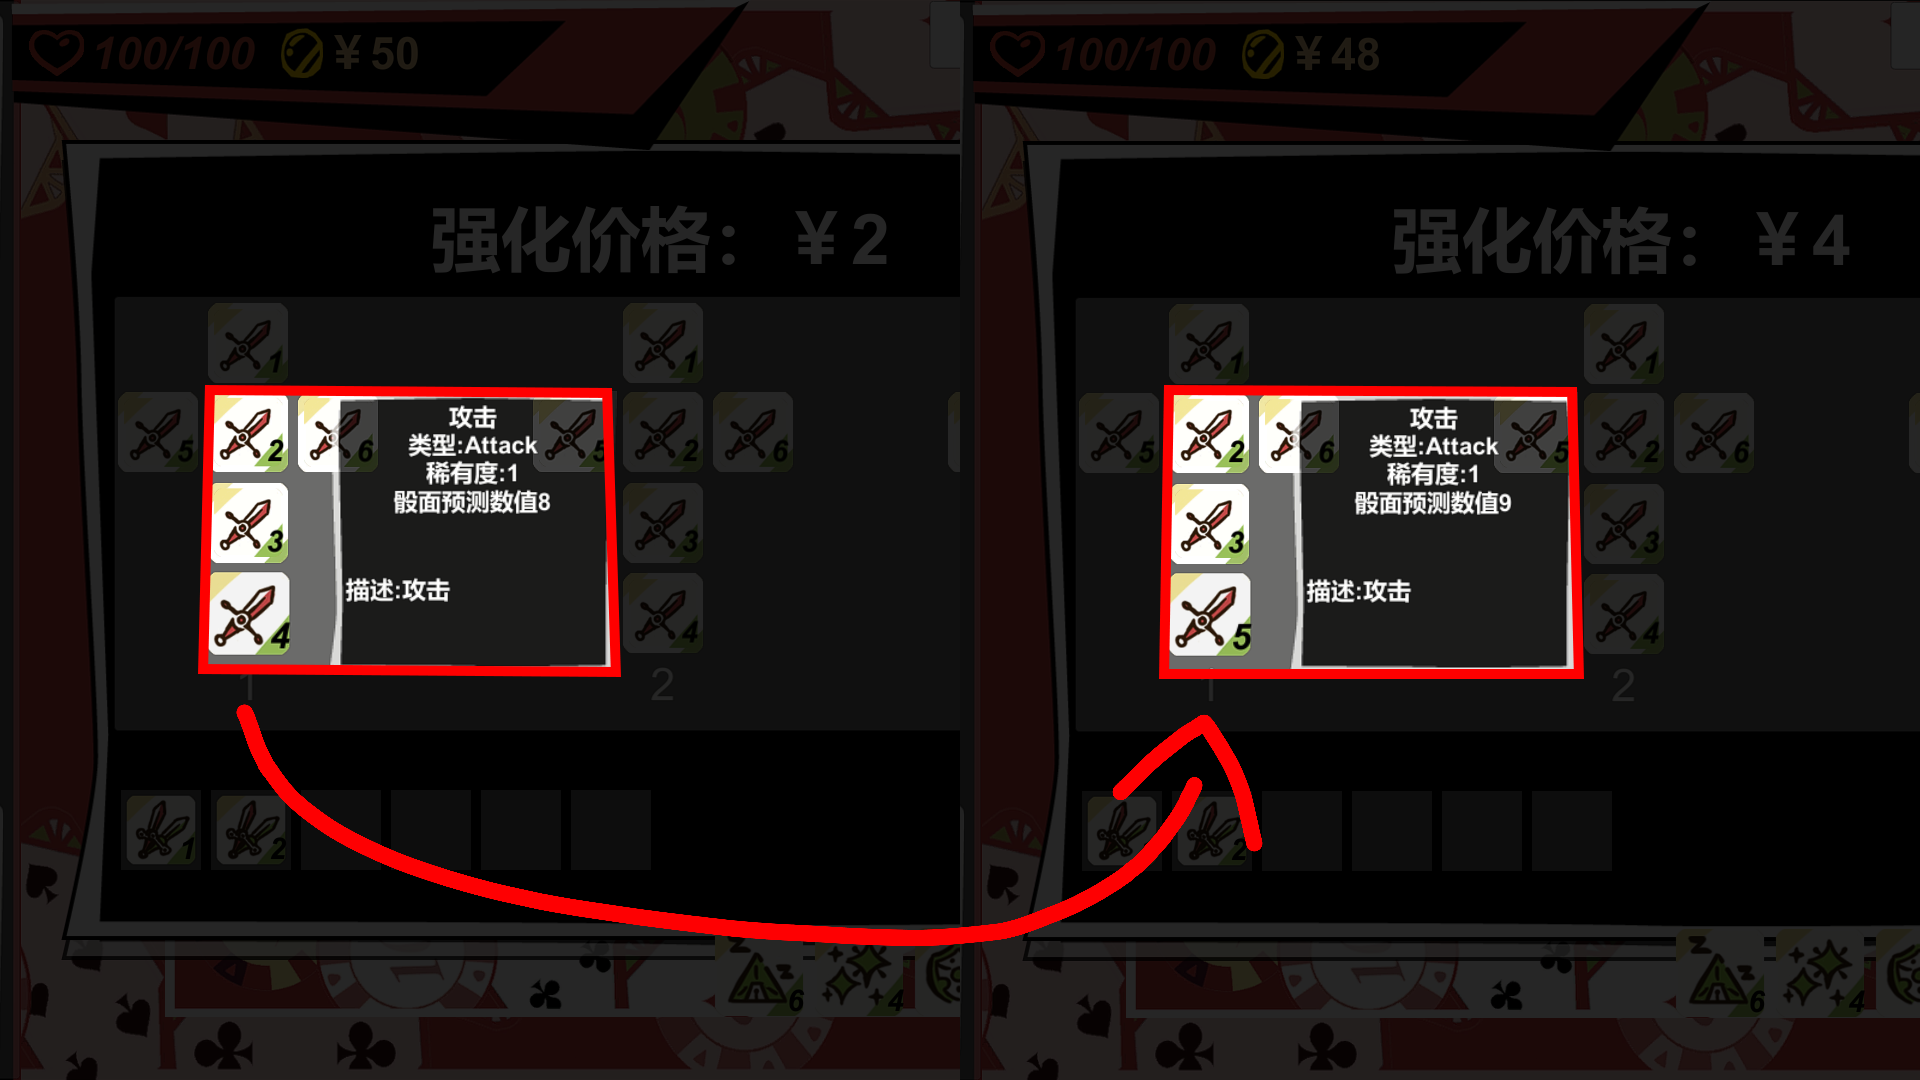 100/100 ¥50
强化价格: ¥2
1 1
5 2 6 5 2 6
3 3
4 4
攻击
类型:Attack
稀有度:1
骰面预测数值8
描述:攻击
1 2
1 2
z
z 6 4
100/100 ¥48
强化价格: ¥4
1 1
5 2 6 5 2 6
3 3
5 4
攻击
类型:Attack
稀有度:1
骰面预测数值9
描述:攻击
1 2
2
z
z 6 4